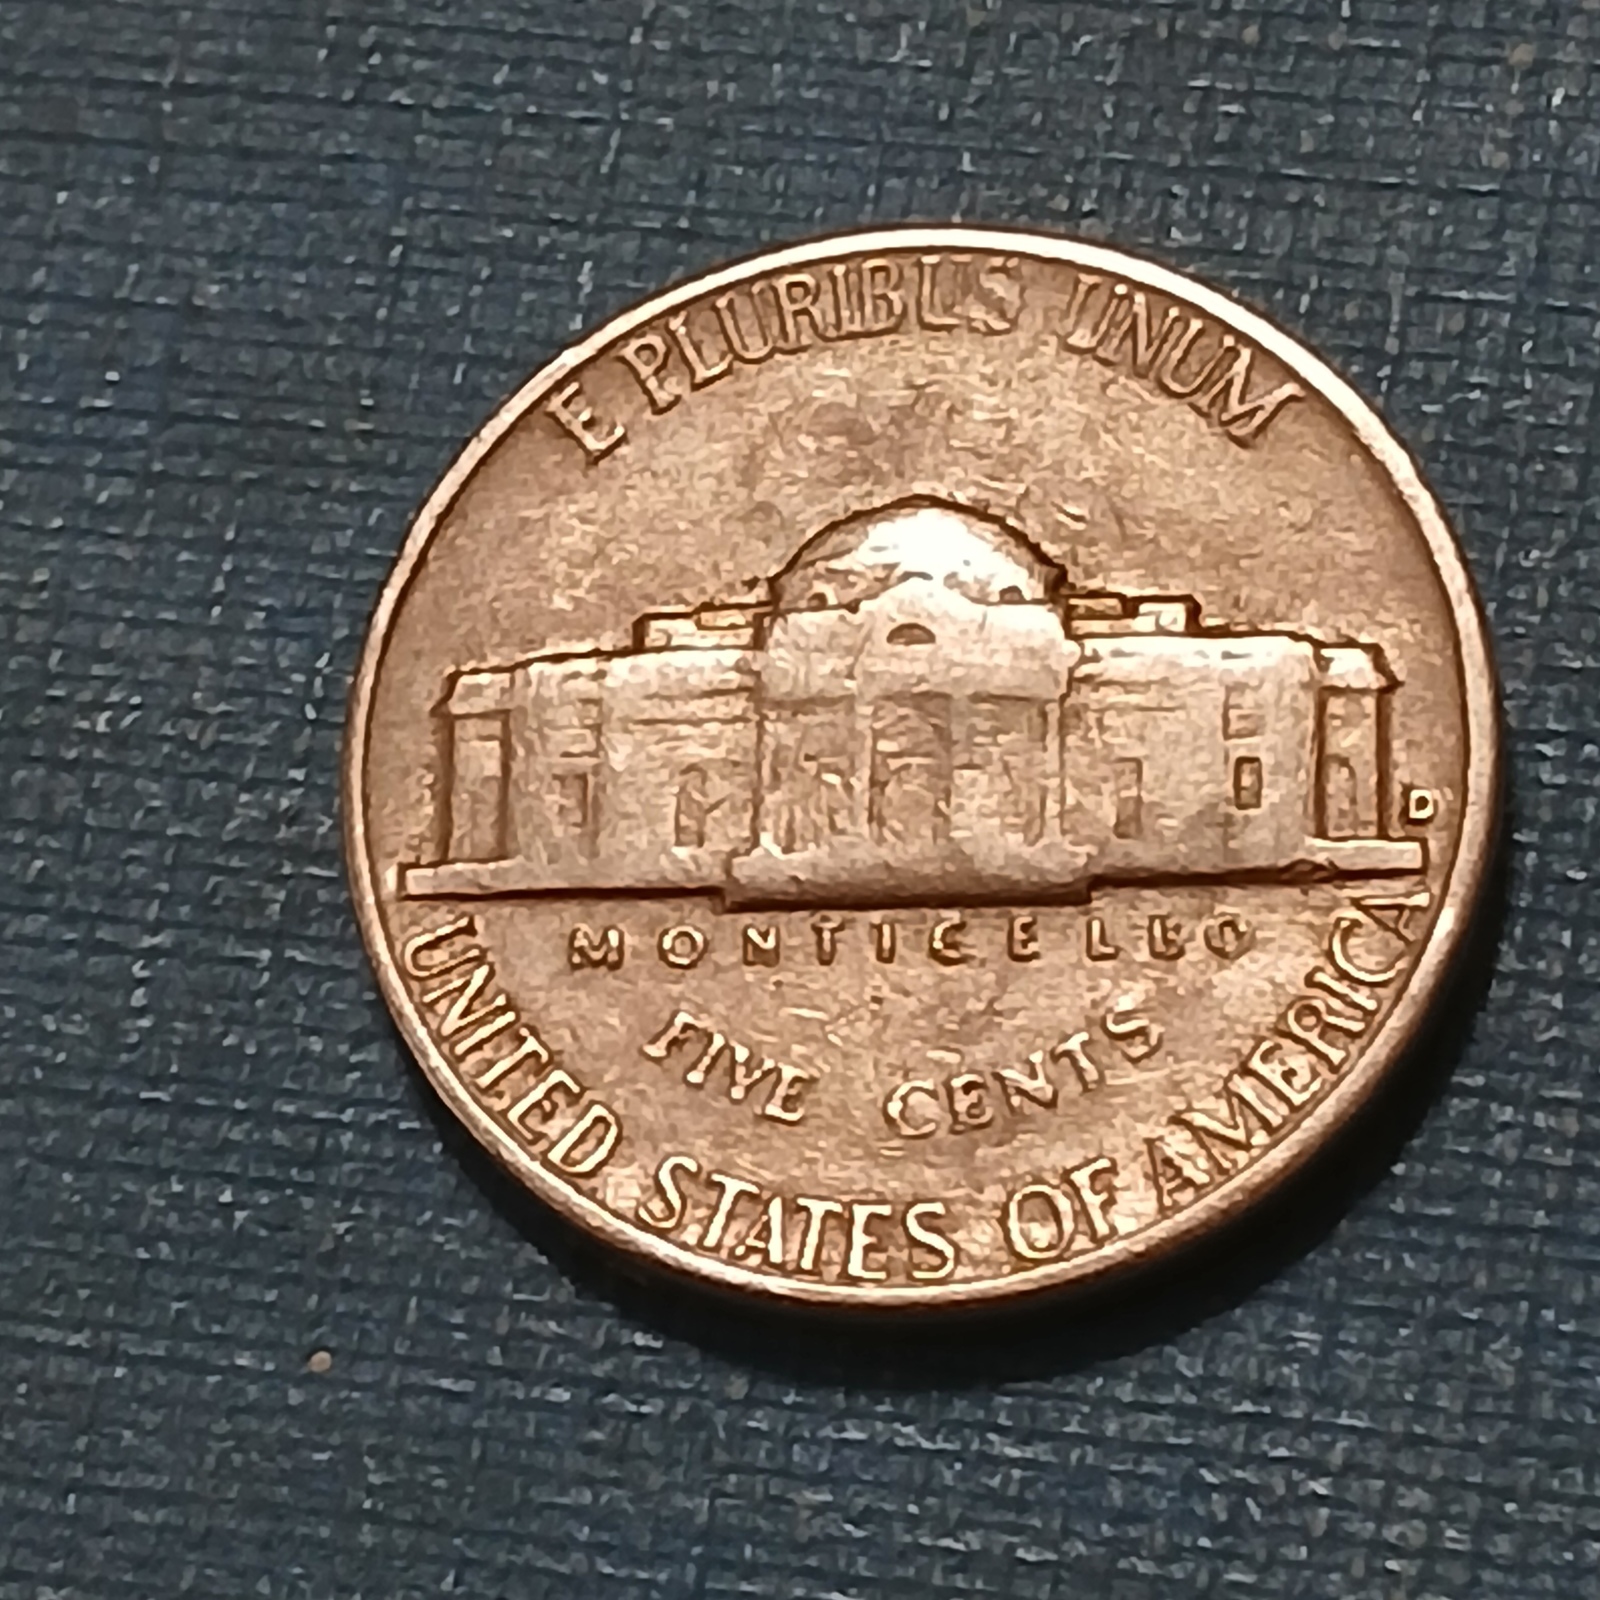 E PLURIBUS UNUM
D
MONTICELLO
FIVE CENTS
UNITED STATES OF AMERICA